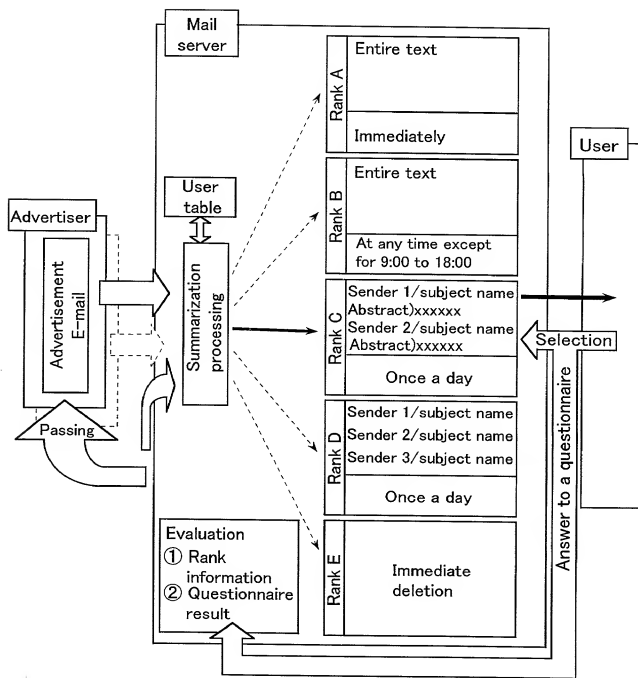 Mail
server
Rank A
Entire text
Immediately
User
Rank B
Entire text
At any time except
for 9:00 to 18:00
User
table
Advertiser
Advertisement
E-mail
Summarization
processing
Rank C
Sender 1/subject name
Abstract)xxxxxx
Sender 2/subject name
Abstract)xxxxxx
Once a day
Selection
Passing
Rank D
Sender 1/subject name
Sender 2/subject name
Sender 3/subject name
Once a day
Answer to a questionnaire
Evaluation
① Rank
information
② Questionnaire
result
Rank E
Immediate
deletion